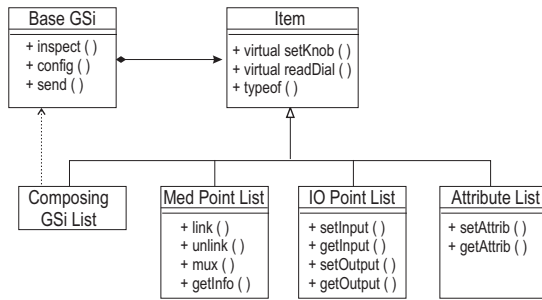 Base GSi
+ inspect ( )
+ config ( )
+ send ( )
Item
+ virtual setKnob ( )
+ virtual readDial ( )
+ typeof ( )
Composing
GSi List
Med Point List
+ link ( )
+ unlink ( )
+ mux ( )
+ getInfo ( )
IO Point List
+ setInput ( )
+ getInput ( )
+ setOutput ( )
+ getOutput ( )
Attribute List
+ setAttrib ( )
+ getAttrib ( )